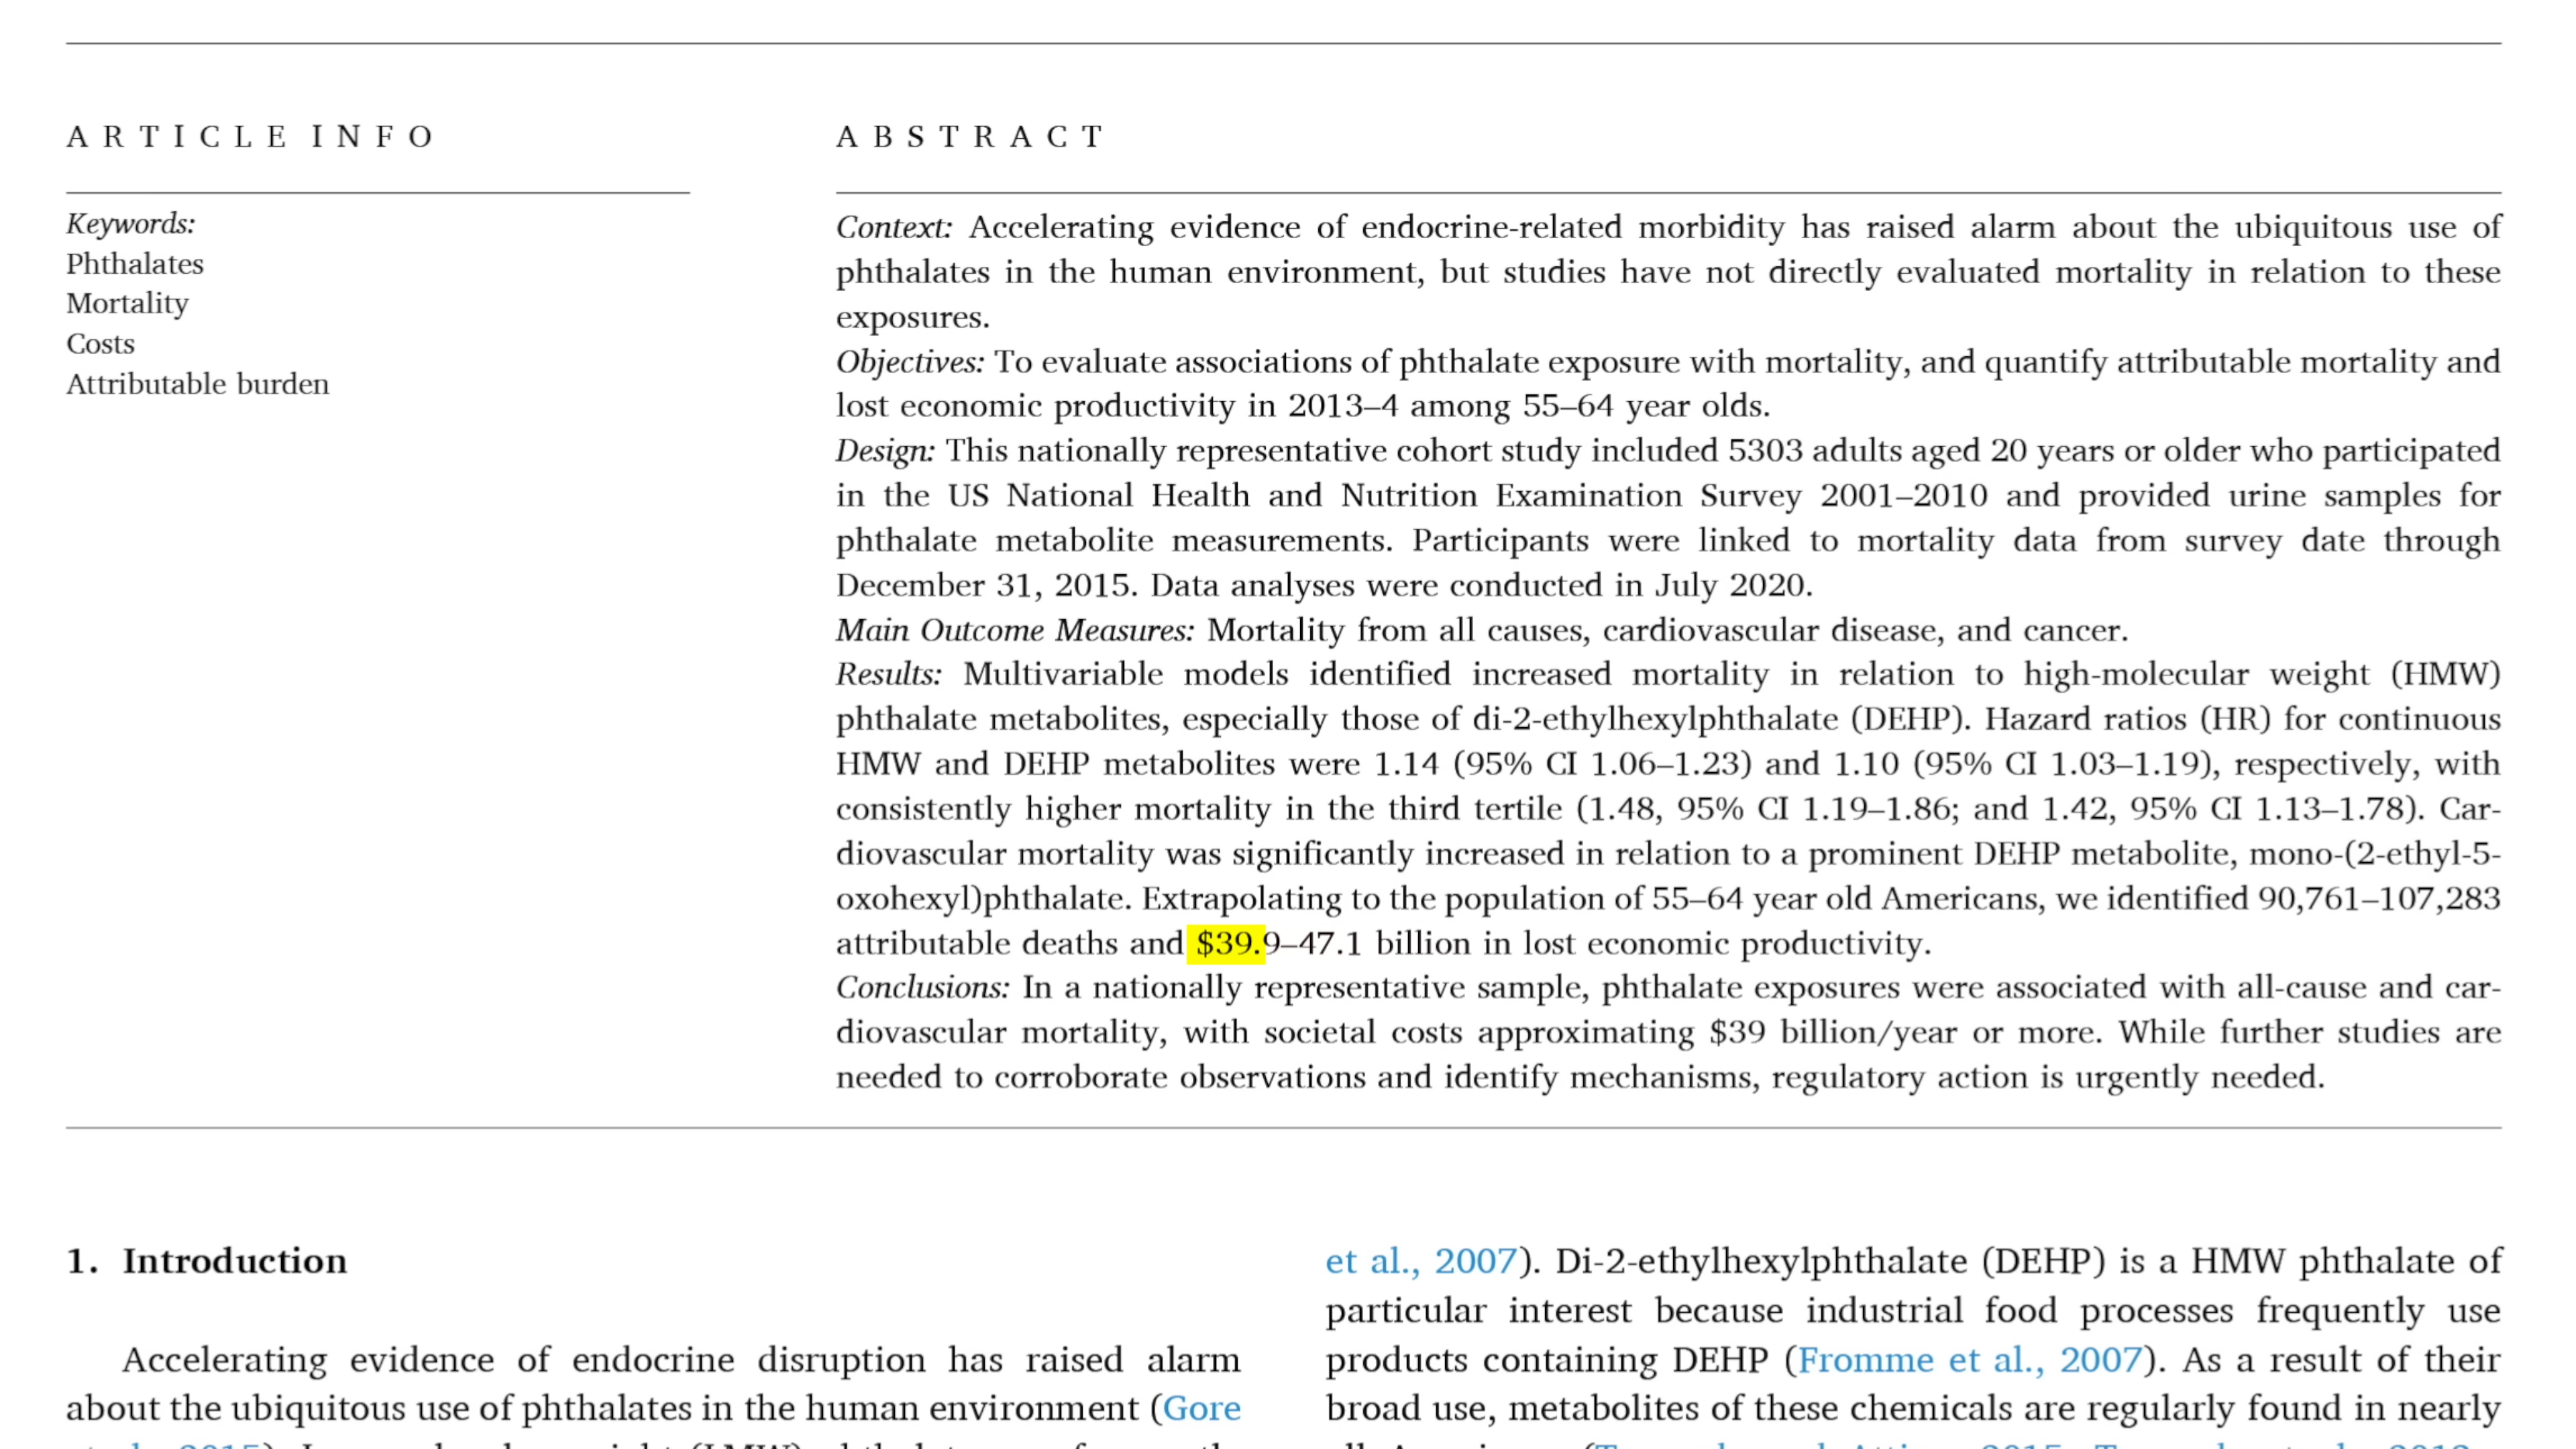 A R T I C L E I N F O
Keywords:
Phthalates
Mortality
Costs
Attributable burden
A B S T R A C T
Context: Accelerating evidence of endocrine-related morbidity has raised alarm about the ubiquitous use of
phthalates in the human environment, but studies have not directly evaluated mortality in relation to these
exposures.
Objectives: To evaluate associations of phthalate exposure with mortality, and quantify attributable mortality and
lost economic productivity in 2013–4 among 55–64 year olds.
Design: This nationally representative cohort study included 5303 adults aged 20 years or older who participated
in the US National Health and Nutrition Examination Survey 2001–2010 and provided urine samples for
phthalate metabolite measurements. Participants were linked to mortality data from survey date through
December 31, 2015. Data analyses were conducted in July 2020.
Main Outcome Measures: Mortality from all causes, cardiovascular disease, and cancer.
Results: Multivariable models identified increased mortality in relation to high-molecular weight (HMW)
phthalate metabolites, especially those of di-2-ethylhexylphthalate (DEHP). Hazard ratios (HR) for continuous
HMW and DEHP metabolites were 1.14 (95% CI 1.06–1.23) and 1.10 (95% CI 1.03–1.19), respectively, with
consistently higher mortality in the third tertile (1.48, 95% CI 1.19–1.86; and 1.42, 95% CI 1.13–1.78). Car-
diovascular mortality was significantly increased in relation to a prominent DEHP metabolite, mono-(2-ethyl-5-
oxohexyl)phthalate. Extrapolating to the population of 55–64 year old Americans, we identified 90,761–107,283
attributable deaths and $39.9–47.1 billion in lost economic productivity.
Conclusions: In a nationally representative sample, phthalate exposures were associated with all-cause and car-
diovascular mortality, with societal costs approximating $39 billion/year or more. While further studies are
needed to corroborate observations and identify mechanisms, regulatory action is urgently needed.
1. Introduction
Accelerating evidence of endocrine disruption has raised alarm
about the ubiquitous use of phthalates in the human environment (Gore
et al., 2007). Di-2-ethylhexylphthalate (DEHP) is a HMW phthalate of
particular interest because industrial food processes frequently use
products containing DEHP (Fromme et al., 2007). As a result of their
broad use, metabolites of these chemicals are regularly found in nearly